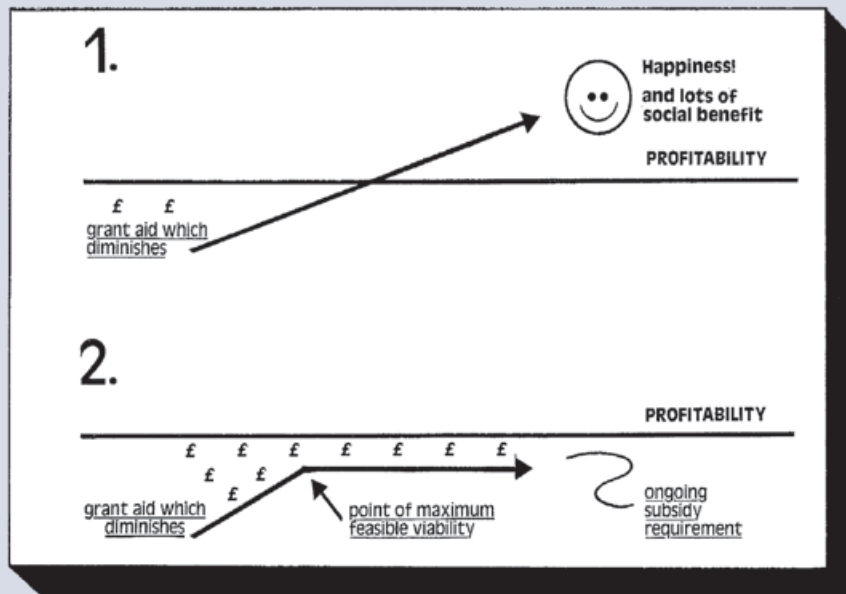 1.
Happiness!
and lots of
social benefit
PROFITABILITY
£ £
grant aid which
diminishes
2.
PROFITABILITY
£ £ £ £ £ £ £
£ £
£
grant aid which
diminishes
point of maximum
feasible viability
ongoing
subsidy
requirement